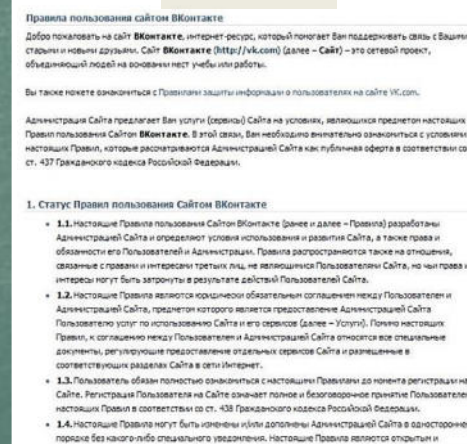 Правила пользования сайтом ВКонтакте
Добро пожаловать на сайт ВКонтакте, интернет-ресурс, который помогает Вам поддерживать связь с Вашими
старыми и новыми друзьями. Сайт ВКонтакте (http://vk.com) (далее – Сайт) – это сетевой проект,
объединяющий людей на основании мест учебы или работы.
Вы также можете ознакомиться с Правилами защиты информации о пользователях на сайте VK.com.
Администрация Сайта предлагает Вам услуги (сервисы) Сайта на условиях, являющихся предметом настоящих
Правил пользования Сайтом ВКонтакте. В этой связи, Вам необходимо внимательно ознакомиться с условиями
настоящих Правил, которые рассматриваются Администрацией Сайта как публичная оферта в соответствии со
ст. 437 Гражданского кодекса Российской Федерации.
1. Статус Правил пользования Сайтом ВКонтакте
• 1.1. Настоящие Правила пользования Сайтом ВКонтакте (ранее и далее – Правила) разработаны
Администрацией Сайта и определяют условия использования и развития Сайта, а также права и
обязанности его Пользователей и Администрации. Правила распространяются также на отношения,
связанные с правами и интересами третьих лиц, не являющимися Пользователями Сайта, но чьи права и
интересы могут быть затронуты в результате действий Пользователей Сайта.
• 1.2. Настоящие Правила являются юридически обязательным соглашением между Пользователем и
Администрацией Сайта, предметом которого является предоставление Администрацией Сайта
Пользователю услуг по использованию Сайта и его сервисов (далее – Услуги). Помимо настоящих
Правил, к соглашению между Пользователем и Администрацией Сайта относятся все специальные
документы, регулирующие предоставление отдельных сервисов Сайта и размещенные в
соответствующих разделах Сайта в сети Интернет.
• 1.3. Пользователь обязан полностью ознакомиться с настоящими Правилами до момента регистрации на
Сайте. Регистрация Пользователя на Сайте означает полное и безоговорочное принятие Пользователем
настоящих Правил в соответствии со ст. 438 Гражданского кодекса Российской Федерации.
• 1.4. Настоящие Правила могут быть изменены и/или дополнены Администрацией Сайта в одностороннем
порядке без какого-либо специального уведомления. Настоящие Правила являются открытым и